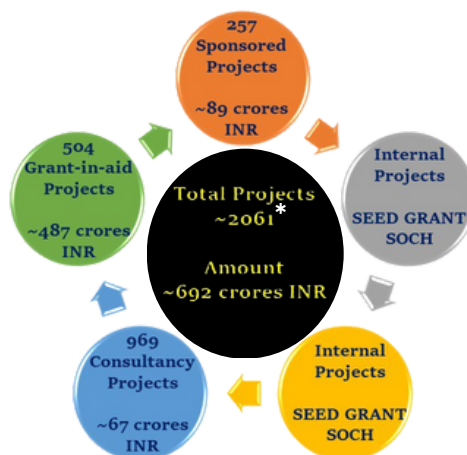 257
Sponsored
Projects
~89 crores
INR
504
Grant-in-aid
Projects
~487 crores
INR
Total Projects
~2061*
Amount
~692 crores INR
Internal
Projects
SEED GRANT
SOCH
969
Consultancy
Projects
~67 crores
INR
Internal
Projects
SEED GRANT
SOCH